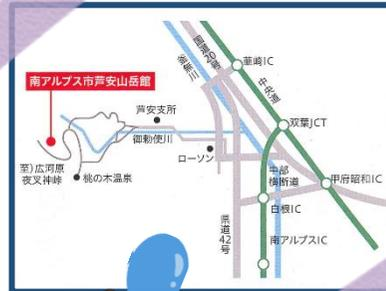 国道20号
釜無川
韮崎IC
中央道
南アルプス市芦安山岳館
芦安支所
御勅使川
双葉JCT
ローソン
至)広河原
夜叉神峠
桃の木温泉
中部
横断道
甲府昭和IC
白根IC
県道42号
南アルプスIC